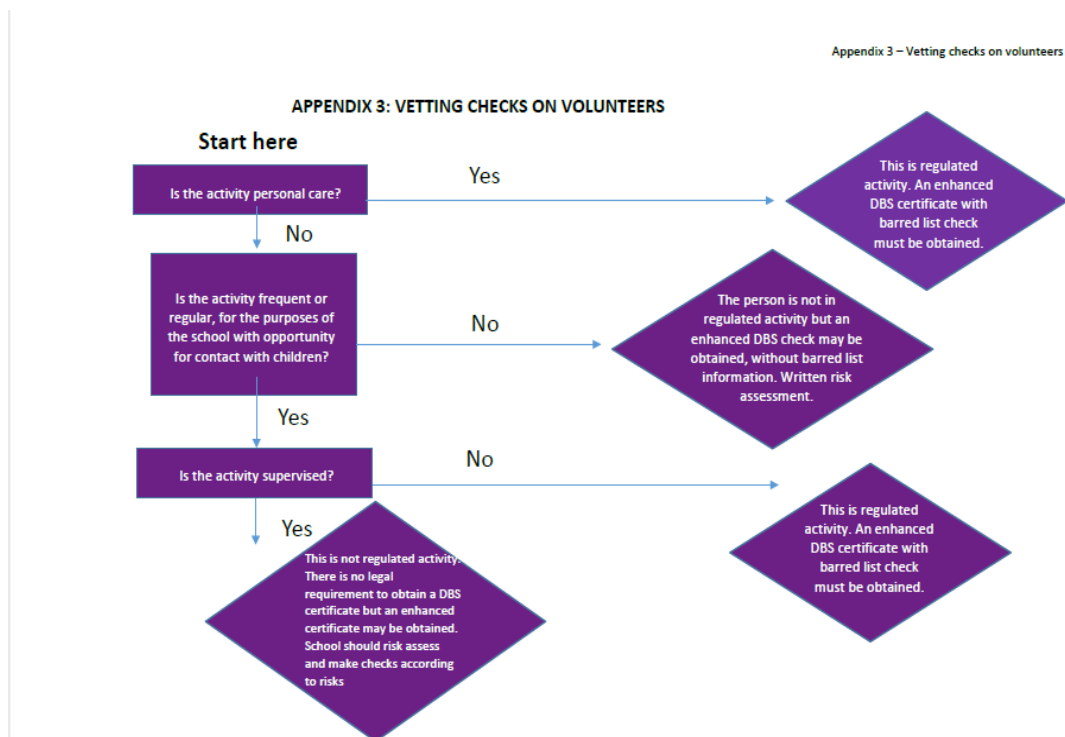 Appendix 3 – Vetting checks on volunteers
APPENDIX 3: VETTING CHECKS ON VOLUNTEERS
Start here
Is the activity personal care?
Yes
This is regulated
activity. An enhanced
DBS certificate with
barred list check
must be obtained.
No
Is the activity frequent or
regular, for the purposes of
the school with opportunity
for contact with children?
No
The person is not in
regulated activity but an
enhanced DBS check may be
obtained, without barred list
information. Written risk
assessment.
Yes
Is the activity supervised?
No
This is regulated
activity. An enhanced
DBS certificate with
barred list check
must be obtained.
Yes
This is not regulated activity.
There is no legal
requirement to obtain a DBS
certificate but an enhanced
certificate may be obtained.
School should risk assess
and make checks according
to risks